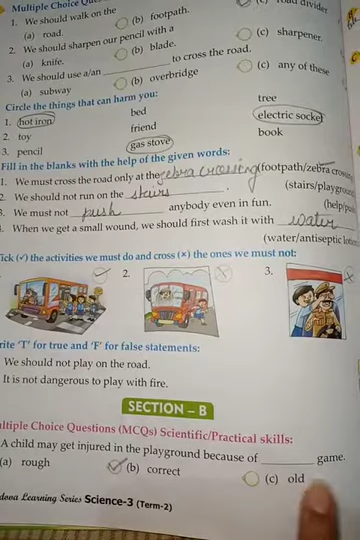 Multiple Choice
road divider
1. We should walk on the
(a) road.
(b) footpath.
2. We should sharpen our pencil with a
(a) knife.
(b) blade.
(c) sharpener.
3. We should use a/an ________ to cross the road.
(a) subway
(b) overbridge
(c) any of these
Circle the things that can harm you:
1. hot iron bed tree
2. toy friend electric socket
3. pencil gas stove book
Fill in the blanks with the help of the given words:
1. We must cross the road only at the zebra crossing (footpath/zebra crossing
2. We should not run on the stairs. (stairs/playground
3. We must not push anybody even in fun. (help/
When we get a small wound, we should first wash it with water
(water/antiseptic lotion
Tick (✓) the activities we must do and cross (×) the ones we must not:
2. 3.
rite 'T' for true and 'F' for false statements:
We should not play on the road.
It is not dangerous to play with fire.
SECTION – B
ultiple Choice Questions (MCQs) Scientific/Practical skills:
A child may get injured in the playground because of ________ game.
(a) rough
(b) correct
(c) old
dova Learning Series Science-3 (Term-2)